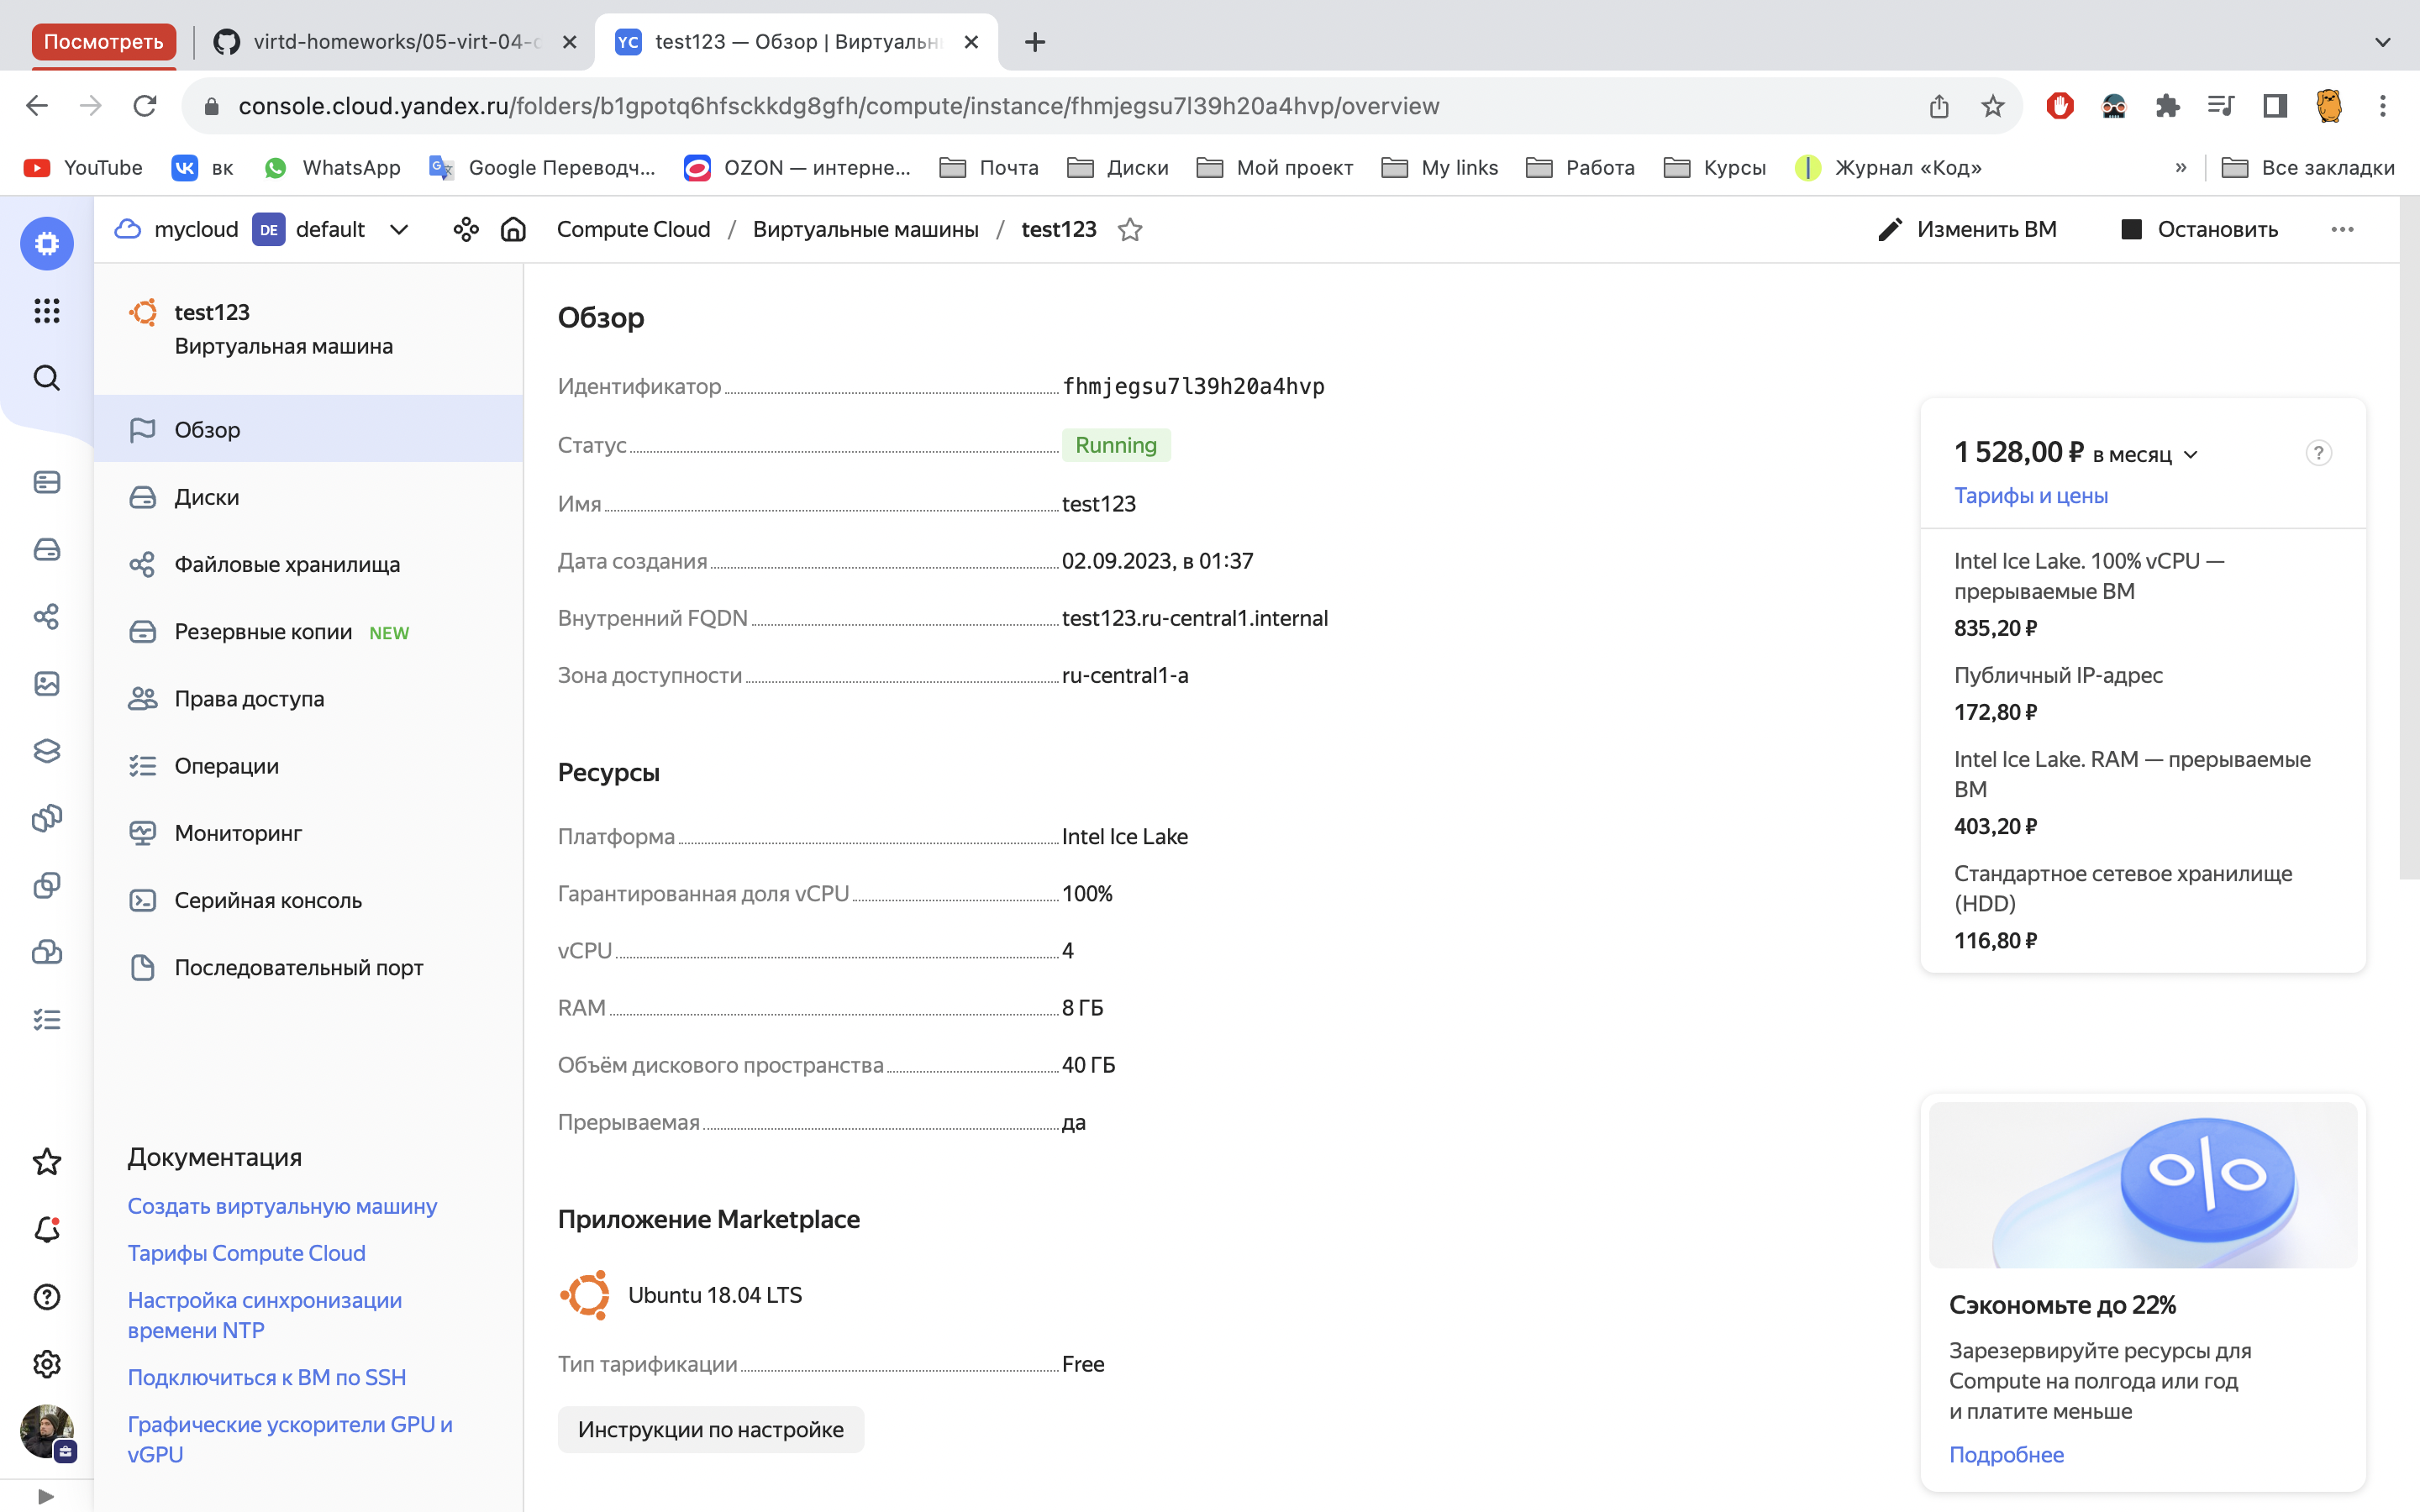 Посмотреть
virtd-homeworks/05-virt-04-
YC
test123 — Обзор | Виртуальн
console.cloud.yandex.ru/folders/b1gpotq6hfsckkdg8gfh/compute/instance/fhmjegsu7l39h20a4hvp/overview
YouTube
вк
WhatsApp
Google Переводч...
OZON — интерне...
Почта
Диски
Мой проект
My links
Работа
Курсы
Журнал «Код»
»
Все закладки
mycloud
DE
default
Compute Cloud / Виртуальные машины / test123
Изменить ВМ
Остановить
test123
Виртуальная машина
Обзор
Диски
Файловые хранилища
Резервные копии NEW
Права доступа
Операции
Мониторинг
Серийная консоль
Последовательный порт
Документация
Создать виртуальную машину
Тарифы Compute Cloud
Настройка синхронизации
времени NTP
Подключиться к ВМ по SSH
Графические ускорители GPU и
vGPU
Обзор
Идентификатор fhmjegsu7l39h20a4hvp
Статус Running
Имя test123
Дата создания 02.09.2023, в 01:37
Внутренний FQDN test123.ru-central1.internal
Зона доступности ru-central1-a
Ресурсы
Платформа Intel Ice Lake
Гарантированная доля vCPU 100%
vCPU 4
RAM 8 ГБ
Объём дискового пространства 40 ГБ
Прерываемая да
Приложение Marketplace
Ubuntu 18.04 LTS
Тип тарификации Free
Инструкции по настройке
1 528,00 ₽ в месяц
?
Тарифы и цены
Intel Ice Lake. 100% vCPU —
прерываемые ВМ
835,20 ₽
Публичный IP-адрес
172,80 ₽
Intel Ice Lake. RAM — прерываемые
ВМ
403,20 ₽
Стандартное сетевое хранилище
(HDD)
116,80 ₽
Сэкономьте до 22%
Зарезервируйте ресурсы для
Compute на полгода или год
и платите меньше
Подробнее